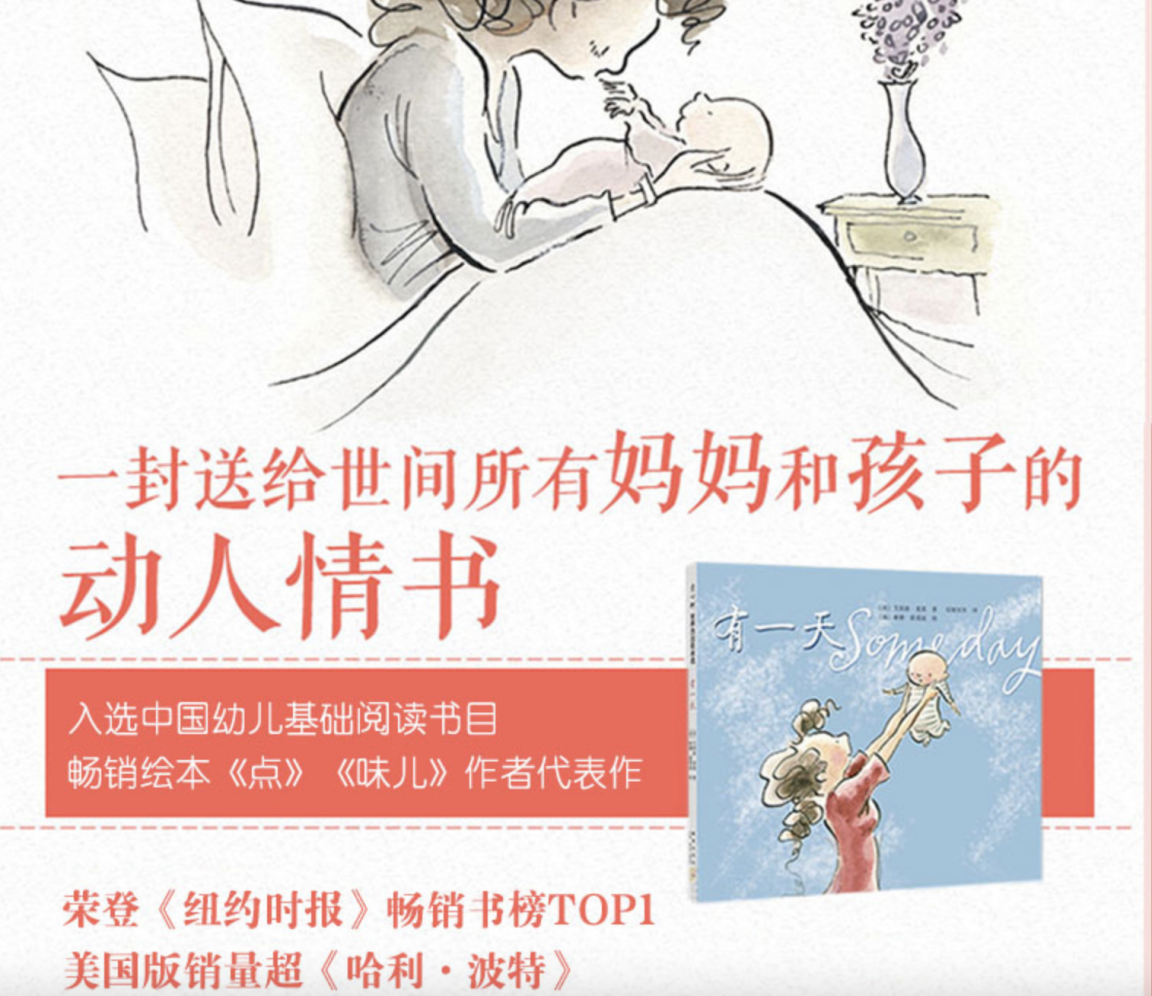 一封送给世间所有妈妈和孩子的
动人情书
有一天
Someday
入选中国幼儿基础阅读书目
畅销绘本《点》《味儿》作者代表作
荣登《纽约时报》畅销书榜TOP1
美国版销量超《哈利·波特》